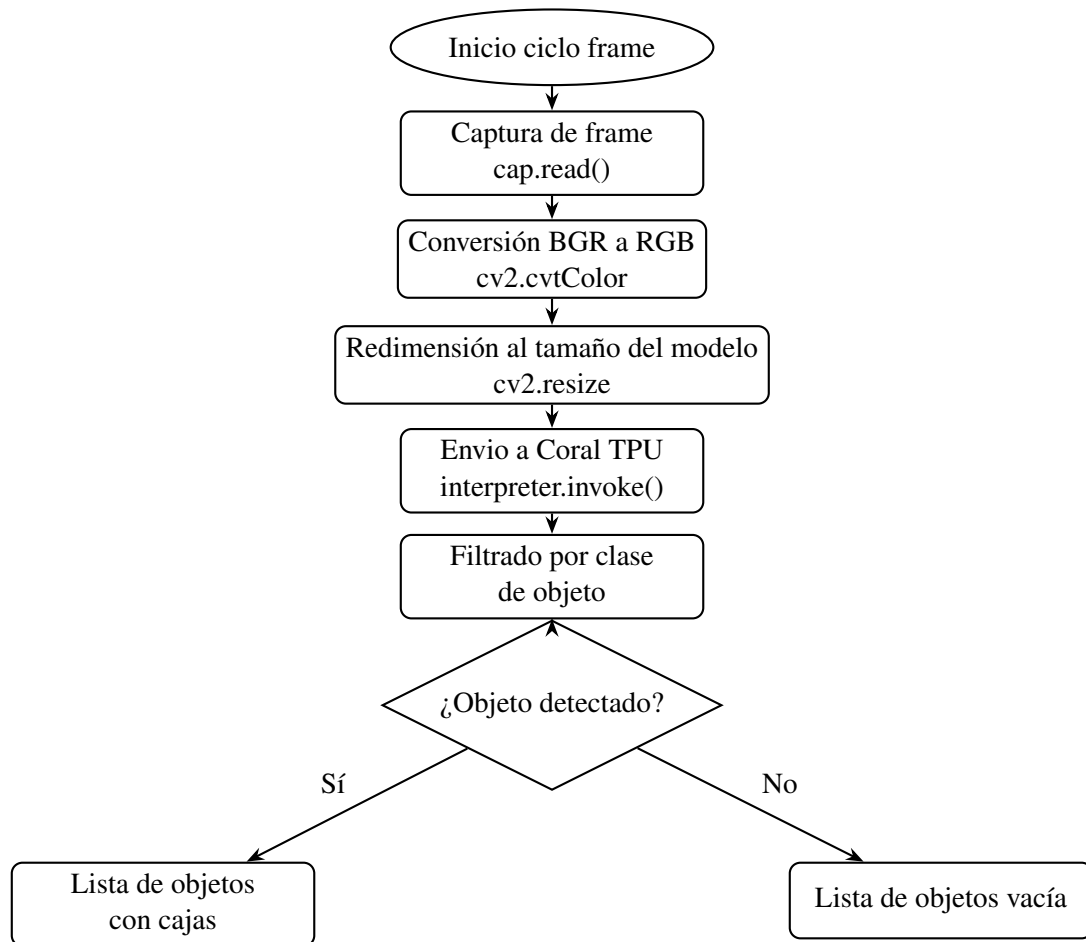 Inicio ciclo frame
Captura de frame
cap.read()
Conversión BGR a RGB
cv2.cvtColor
Redimensión al tamaño del modelo
cv2.resize
Envio a Coral TPU
interpreter.invoke()
Filtrado por clase
de objeto
¿Objeto detectado?
Sí
No
Lista de objetos
con cajas
Lista de objetos vacía